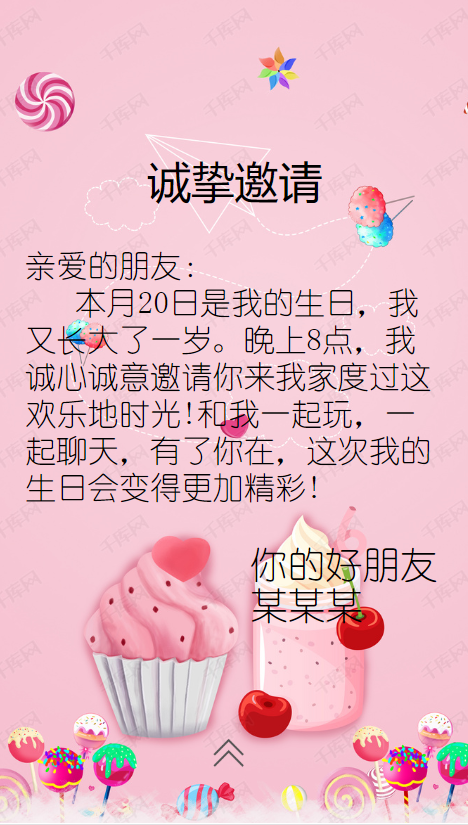 诚挚邀请
亲爱的朋友:
本月20日是我的生日，我
又长大了一岁。晚上8点，我
诚心诚意邀请你来我家度过这
欢乐地时光!和我一起玩，一
起聊天，有了你在，这次我的
生日会变得更加精彩!
你的好朋友
某某某
千库网